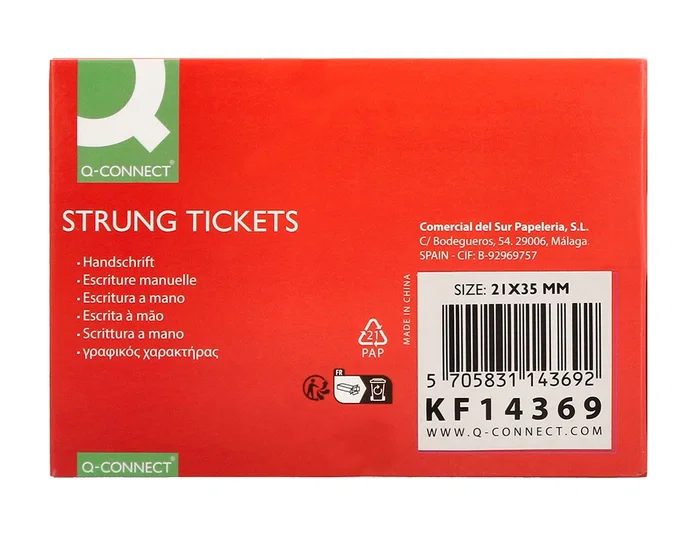 Q-CONNECT®
STRUNG TICKETS
• Handschrift
• Escriture manuelle
• Escritura a mano
• Escrita à mão
• Scrittura a mano
• γραφικός χαρακτήρας
Comercial del Sur Papelería, S.L.
C/ Bodegueros, 54. 29006, Málaga.
SPAIN - CIF: B-92969757
MADE IN CHINA
21
PAP
FR
SIZE: 21X35 MM
5 705831 143692
KF14369
WWW.Q-CONNECT.COM
Q-CONNECT®